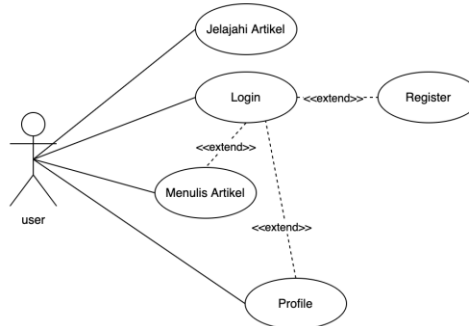 Jelajahi Artikel
Login
<<extend>>
Register
<<extend>>
Menulis Artikel
user
<<extend>>
Profile